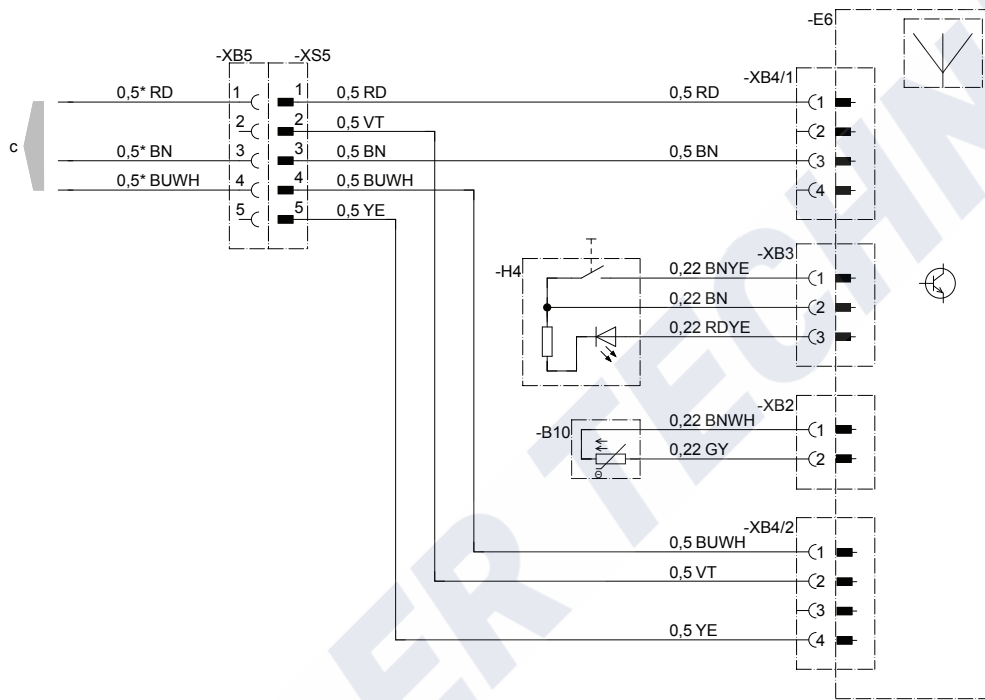 -E6
-XB5 -XS5
-XB4/1
0,5* RD 1 1 0,5 RD 0,5 RD 1
2 2 0,5 VT 2
c
0,5* BN 3 3 0,5 BN 0,5 BN 3
0,5* BUWH 4 4 0,5 BUWH 4
5 5 0,5 YE
-XB3
-H4
0,22 BNYE 1
0,22 BN 2
0,22 RDYE 3
-XB2
-B10
0,22 BNWH 1
0,22 GY 2
-XB4/2
0,5 BUWH 1
0,5 VT 2
3
0,5 YE 4
ER TECHN